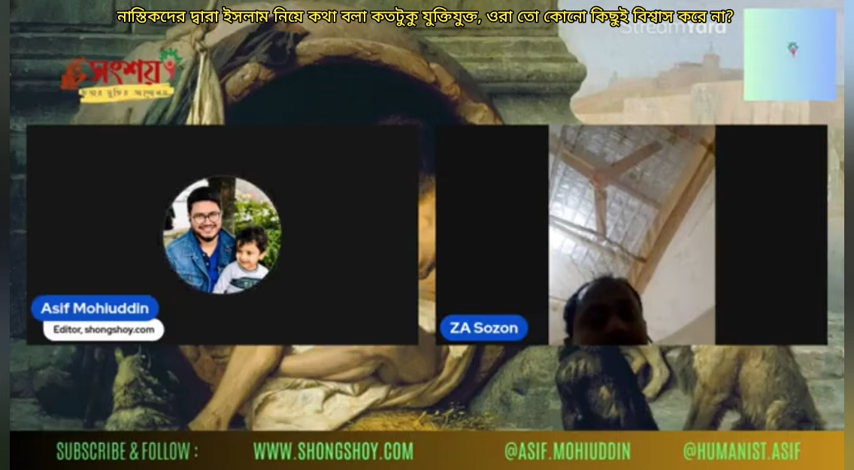 নাস্তিকদের দ্বারা ইসলাম নিয়ে কথা বলা কতটুকু যুক্তিযুক্ত, ওরা তো কোনো কিছুই বিশ্বাস করে না?
StreamYard
সংশয়
Asif Mohiuddin
Editor, shongshoy.com
ZA Sozon
SUBSCRIBE & FOLLOW : WWW.SHONGSHOY.COM @ASIF.MOHIUDDIN @HUMANIST.ASIF